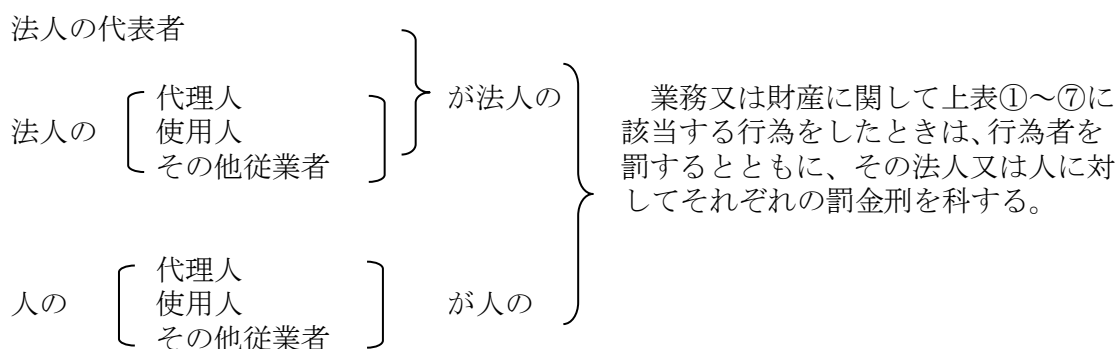 法人の代表者
法人の
代理人
使用人
その他従業者
が法人の
人の
代理人
使用人
その他従業者
が人の
業務又は財産に関して上表①～⑦に
該当する行為をしたときは、行為者を
罰するとともに、その法人又は人に対
してそれぞれの罰金刑を科する。